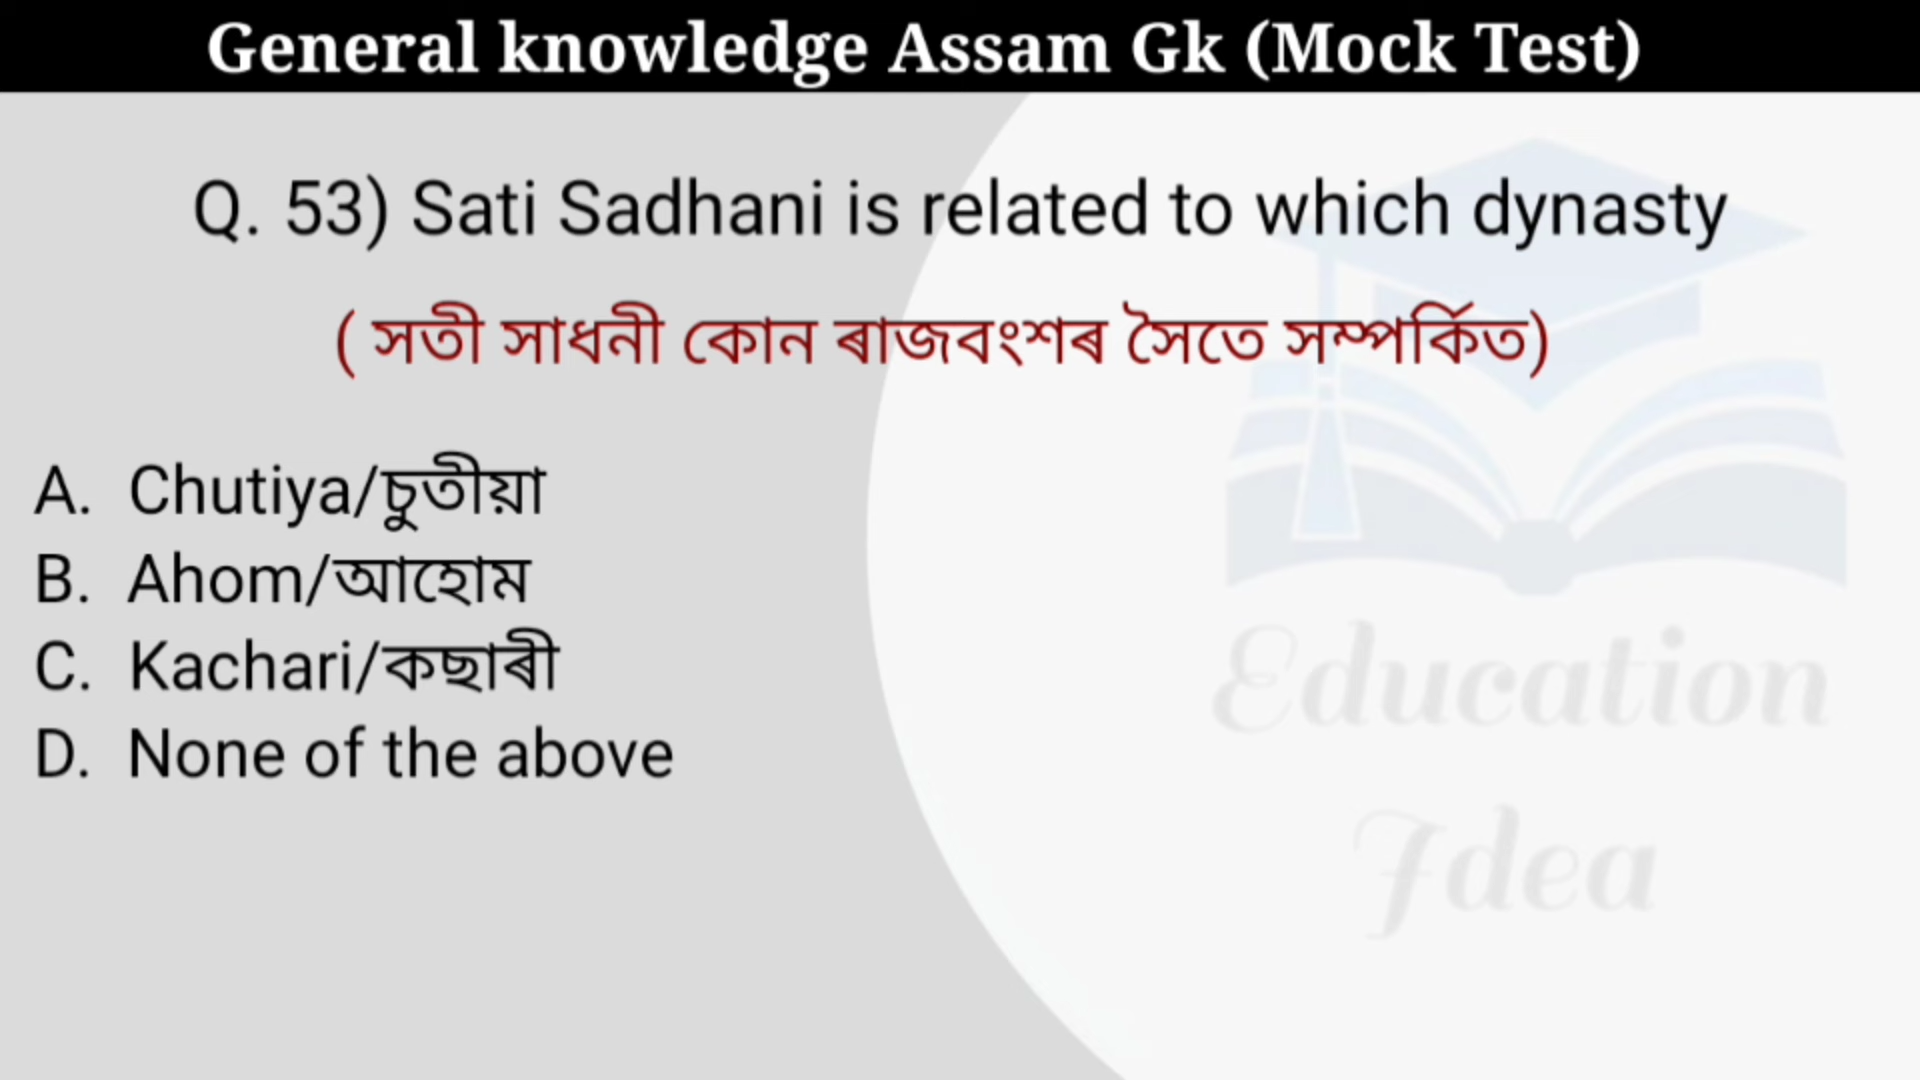 General knowledge Assam Gk (Mock Test)
Q. 53) Sati Sadhani is related to which dynasty
( সতী সাধনী কোন ৰাজবংশৰ সৈতে সম্পৰ্কিত)
A. Chutiya/চুতীয়া
B. Ahom/আহোম
C. Kachari/কছাৰী
D. None of the above
Education
Idea